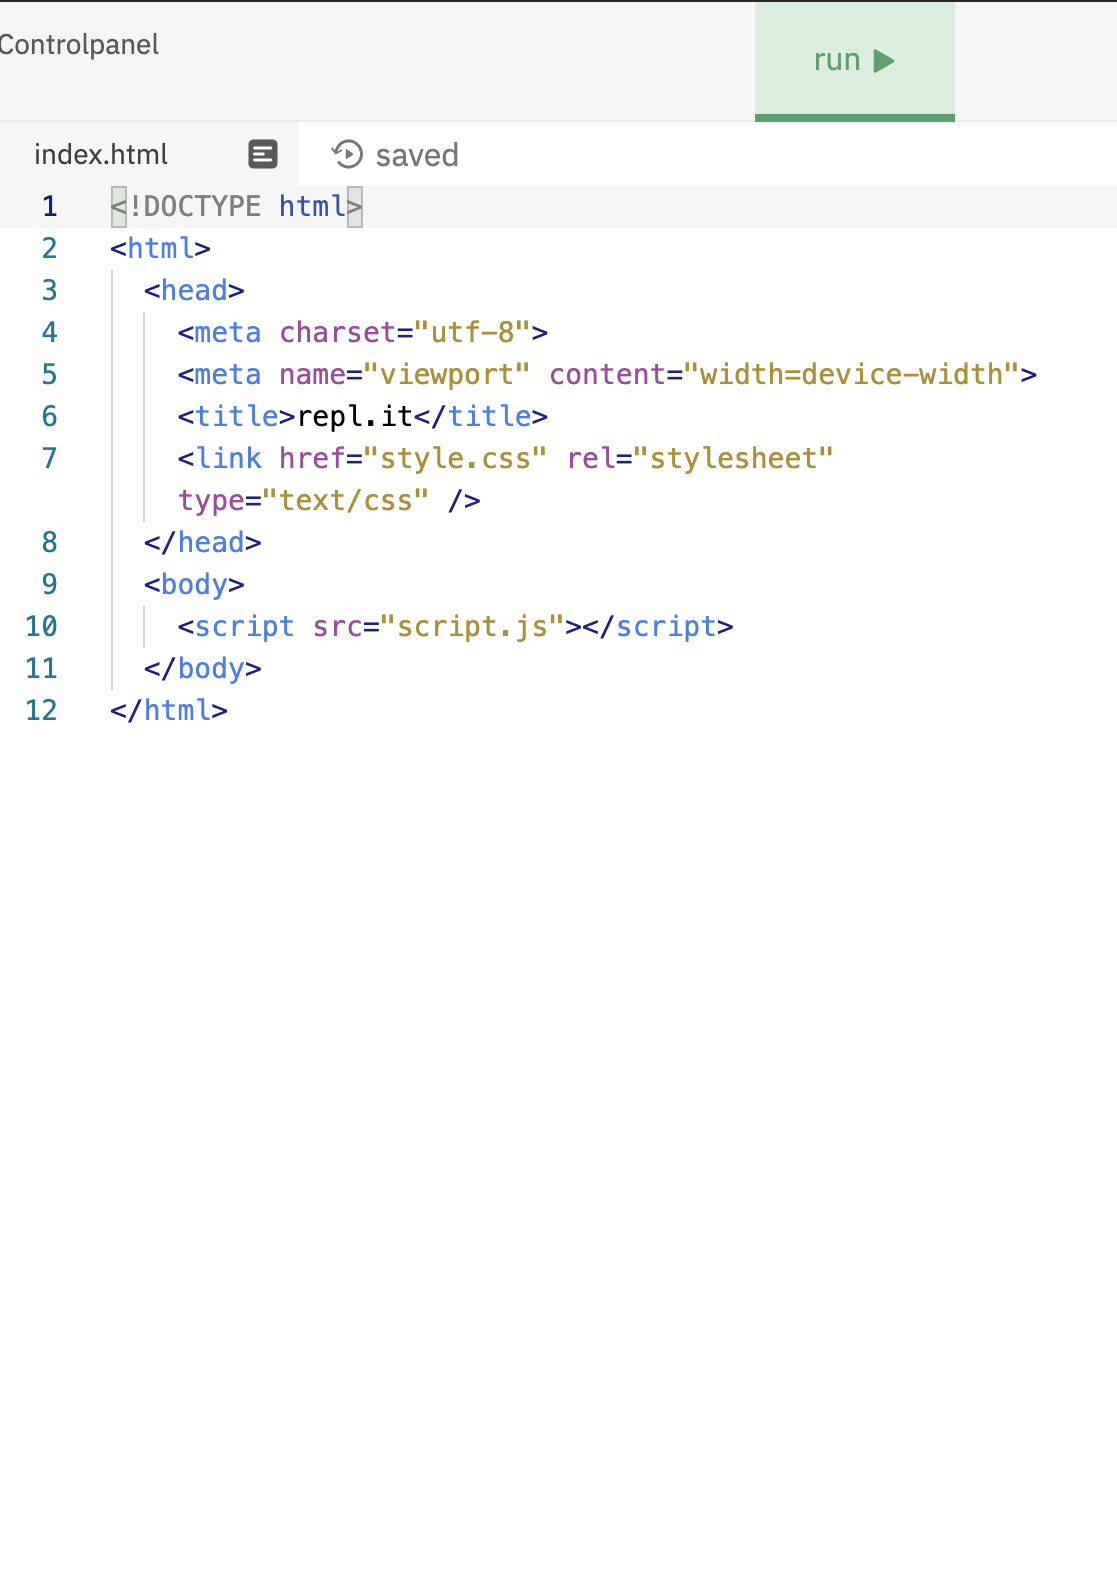 Controlpanel
run
index.html
saved
1 <!DOCTYPE html>
2 <html>
3 <head>
4 <meta charset="utf-8">
5 <meta name="viewport" content="width=device-width">
6 <title>repl.it</title>
7 <link href="style.css" rel="stylesheet"
type="text/css" />
8 </head>
9 <body>
10 <script src="script.js"></script>
11 </body>
12 </html>